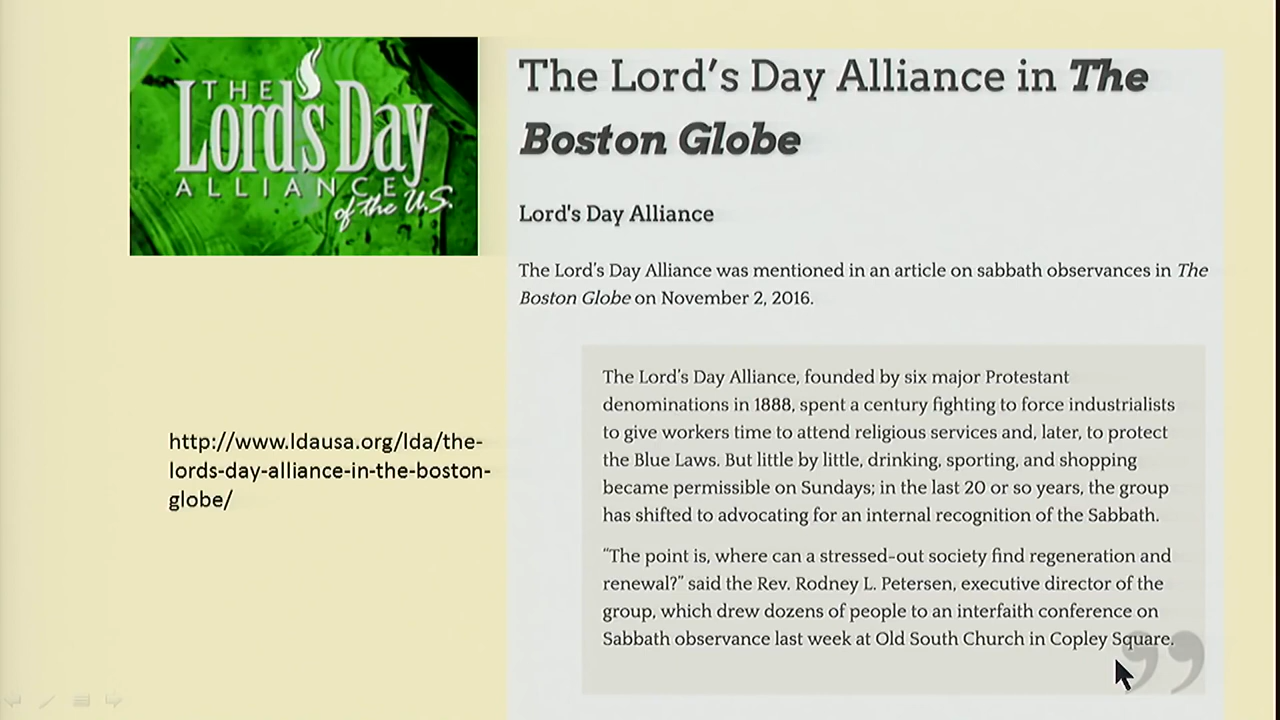 THE
Lord's Day
ALLIANCE
of the U.S.
The Lord’s Day Alliance in The
Boston Globe
Lord's Day Alliance
The Lord’s Day Alliance was mentioned in an article on sabbath observances in The
Boston Globe on November 2, 2016.
The Lord’s Day Alliance, founded by six major Protestant
denominations in 1888, spent a century fighting to force industrialists
to give workers time to attend religious services and, later, to protect
the Blue Laws. But little by little, drinking, sporting, and shopping
became permissible on Sundays; in the last 20 or so years, the group
has shifted to advocating for an internal recognition of the Sabbath.
“The point is, where can a stressed-out society find regeneration and
renewal?” said the Rev. Rodney L. Petersen, executive director of the
group, which drew dozens of people to an interfaith conference on
Sabbath observance last week at Old South Church in Copley Square.
”
http://www.ldausa.org/lda/the-
lords-day-alliance-in-the-boston-
globe/